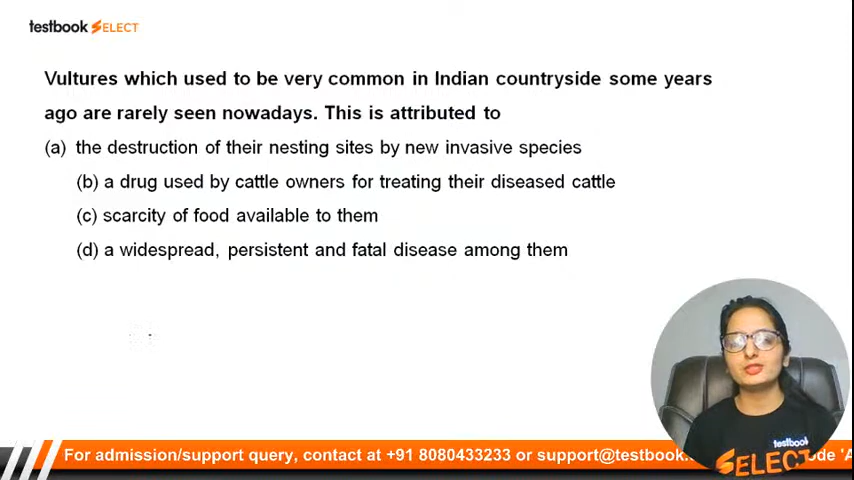 testbook SELECT
Vultures which used to be very common in Indian countryside some years
ago are rarely seen nowadays. This is attributed to
(a) the destruction of their nesting sites by new invasive species
(b) a drug used by cattle owners for treating their diseased cattle
(c) scarcity of food available to them
(d) a widespread, persistent and fatal disease among them
testbook
SELECT
For admission/support query, contact at +91 8080433233 or support@testbook.